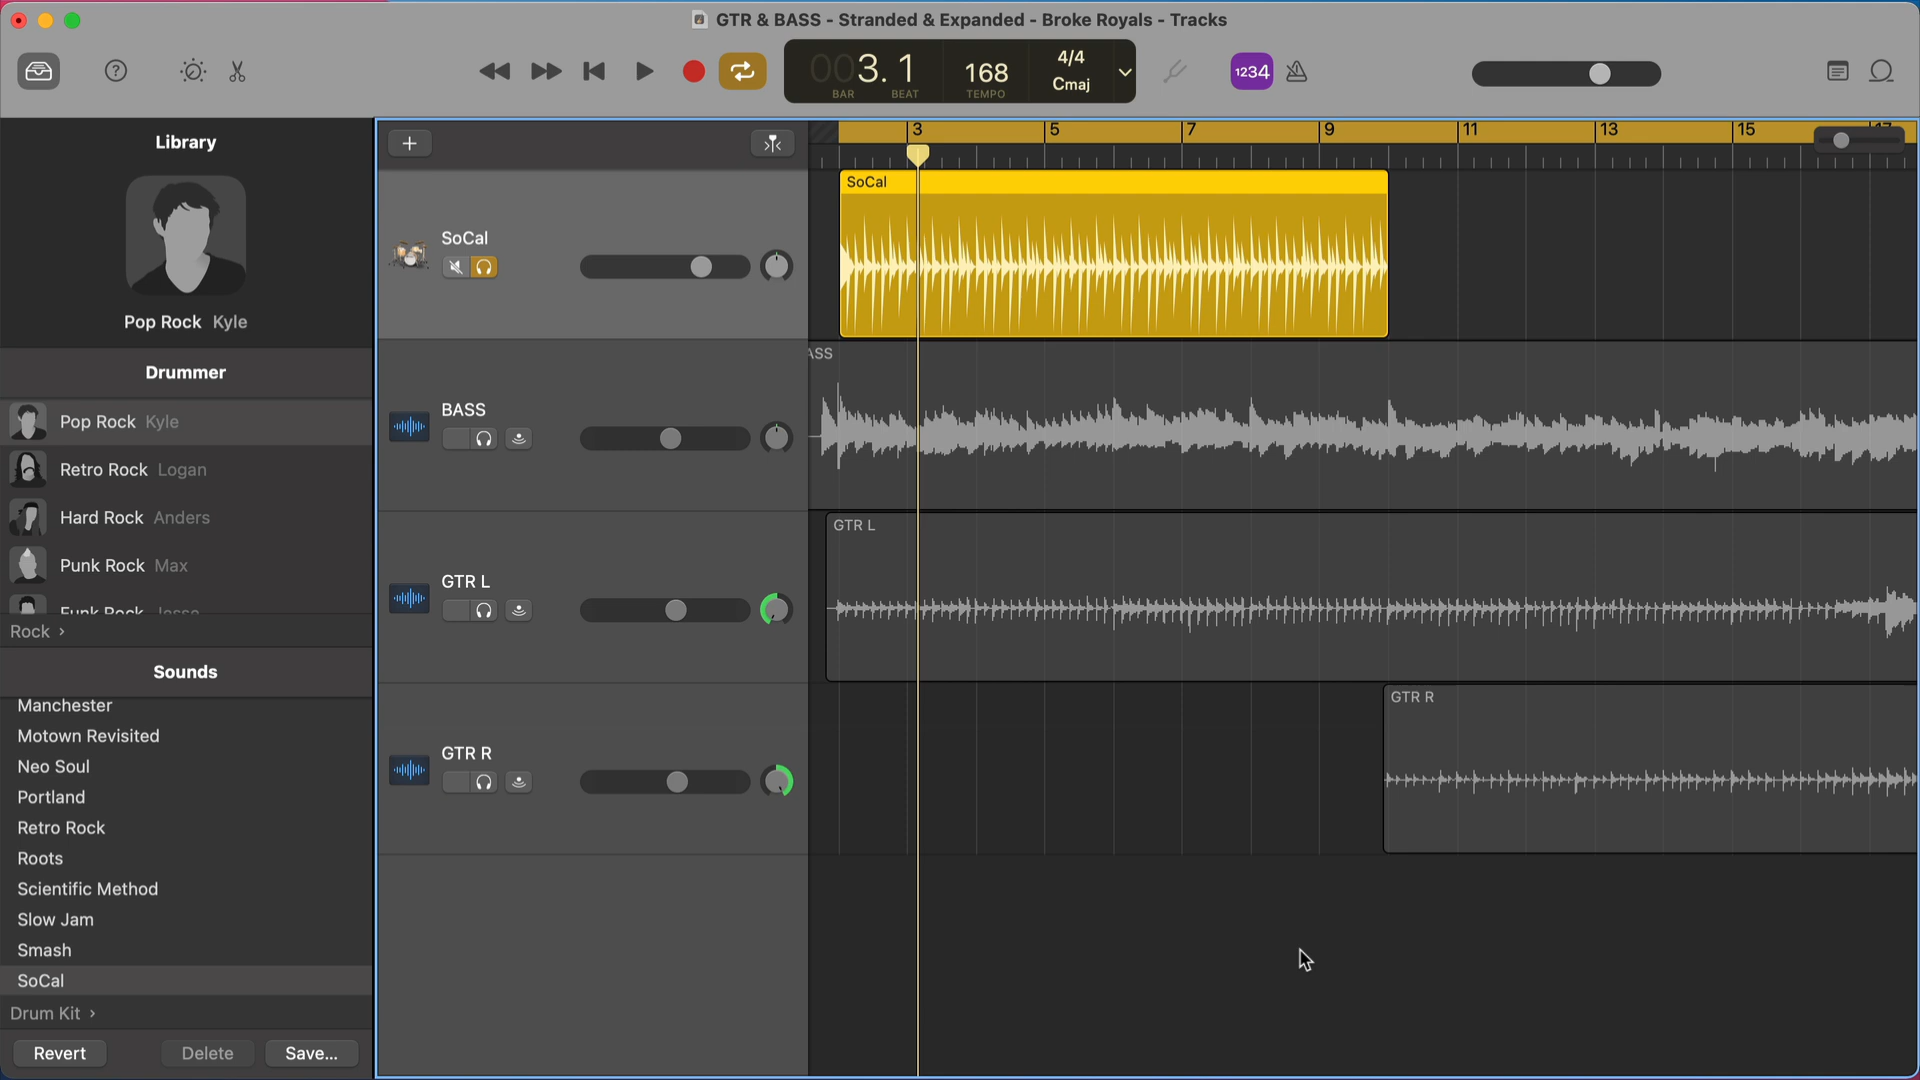 GTR & BASS - Stranded & Expanded - Broke Royals - Tracks
003. 1
BAR BEAT
168
TEMPO
4/4
Cmaj
1234
Library
Pop Rock Kyle
Drummer
Pop Rock Kyle
Retro Rock Logan
Hard Rock Anders
Punk Rock Max
Funk Rock Jesse
Rock ›
Sounds
Manchester
Motown Revisited
Neo Soul
Portland
Retro Rock
Roots
Scientific Method
Slow Jam
Smash
SoCal
Drum Kit ›
Revert Delete Save...
3 5 7 9 11 13 15 17
SoCal
BASS
GTR L
GTR R
SoCal
ASS
GTR L
GTR R